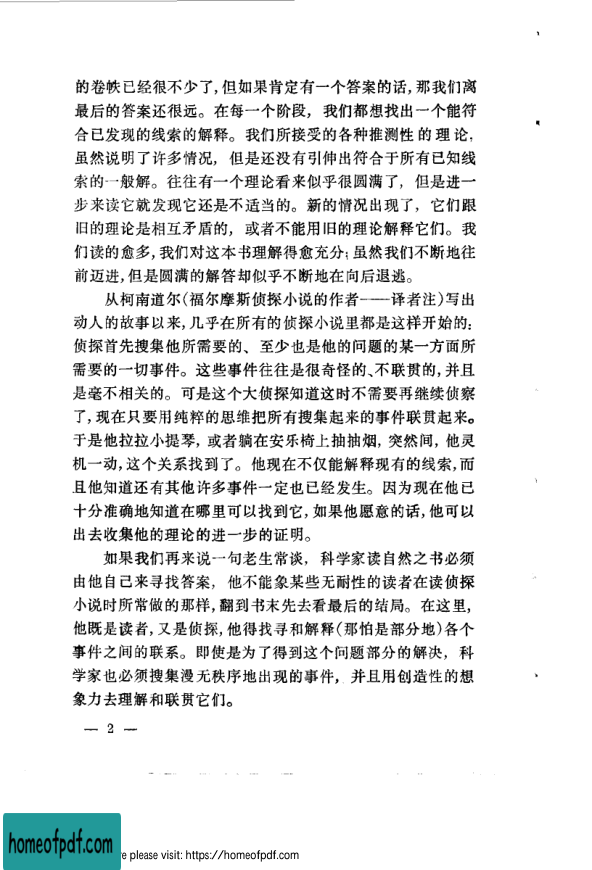 的卷帙已经很不少了,但如果肯定有一个答案的话,那我们离
最后的答案还很远。在每一个阶段，我们都想找出一个能符
合已发现的线索的解释。我们所接受的各种推测性的理论，
虽然说明了许多情况，但是还没有引伸出符合于所有已知线
索的一般解。往往有一个理论看来似乎很圆满了，但是进一
步来读它就发现它还是不适当的。新的情况出现了，它们跟
旧的理论是相互矛盾的，或者不能用旧的理论解释它们。我
们读的愈多,我们对这本书理解得愈充分;虽然我们不断地往
前迈进,但是圆满的解答却似乎不断地在向后退逃。
从柯南道尔(福尔摩斯侦探小说的作者——译者注)写出
动人的故事以来,几乎在所有的侦探小说里都是这样开始的:
侦探首先搜集他所需要的、至少也是他的问题的某一方面所
需要的一切事件。这些事件往往是很奇怪的、不联贯的,并且
是毫不相关的。可是这个大侦探知道这时不需要再继续侦察
了,现在只要用纯粹的思维把所有搜集起来的事件联贯起来。
于是他拉拉小提琴，或者躺在安乐椅上抽抽烟，突然间，他灵
机一动,这个关系找到了。他现在不仅能解释现有的线索,而
且他知道还有其他许多事件一定也已经发生。因为现在他已
十分准确地知道在哪里可以找到它,如果他愿意的话,他可以
出去收集他的理论的进一步的证明。
如果我们再来说一句老生常谈，科学家读自然之书必须
由他自己来寻找答案，他不能象某些无耐性的读者在读侦探
小说时所常做的那样,翻到书末先去看最后的结局。在这里,
他既是读者,又是侦探,他得找寻和解释(那怕是部分地)各个
事件之间的联系。即使是为了得到这个问题部分的解决，科
学家也必须搜集漫无秩序地出现的事件，并且用创造性的想
象力去理解和联贯它们。
— 2 —
homeofpdf.com
re please visit: https://homeofpdf.com